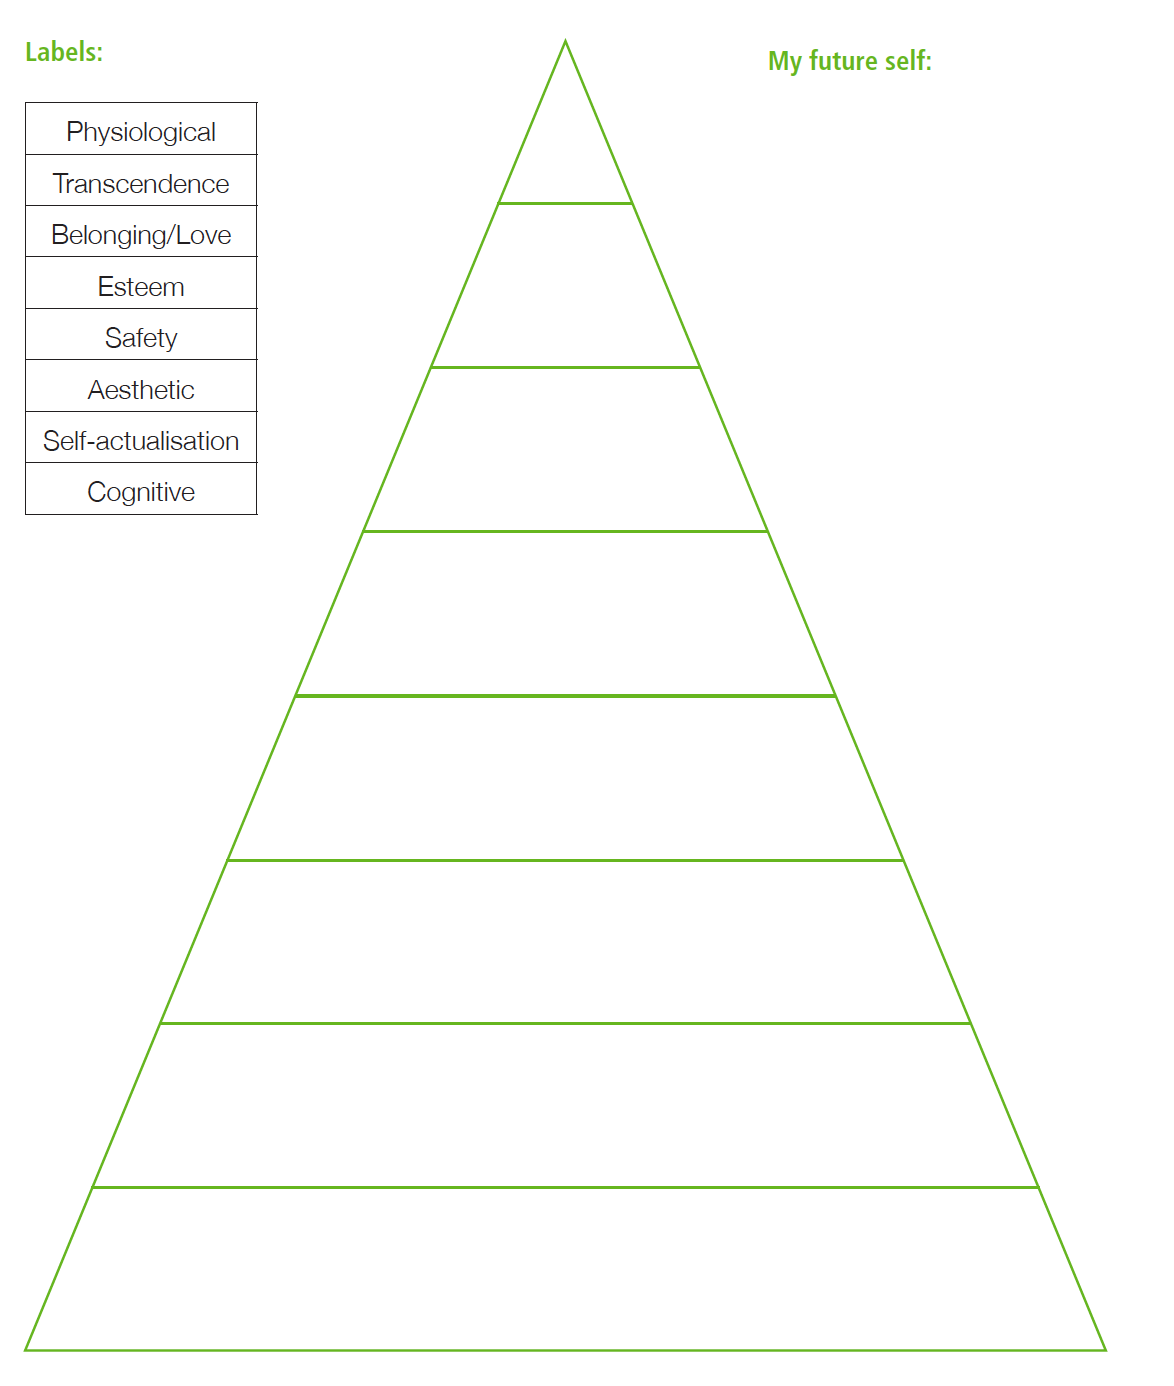 Labels:
My future self:
Physiological
Transcendence
Belonging/Love
Esteem
Safety
Aesthetic
Self-actualisation
Cognitive